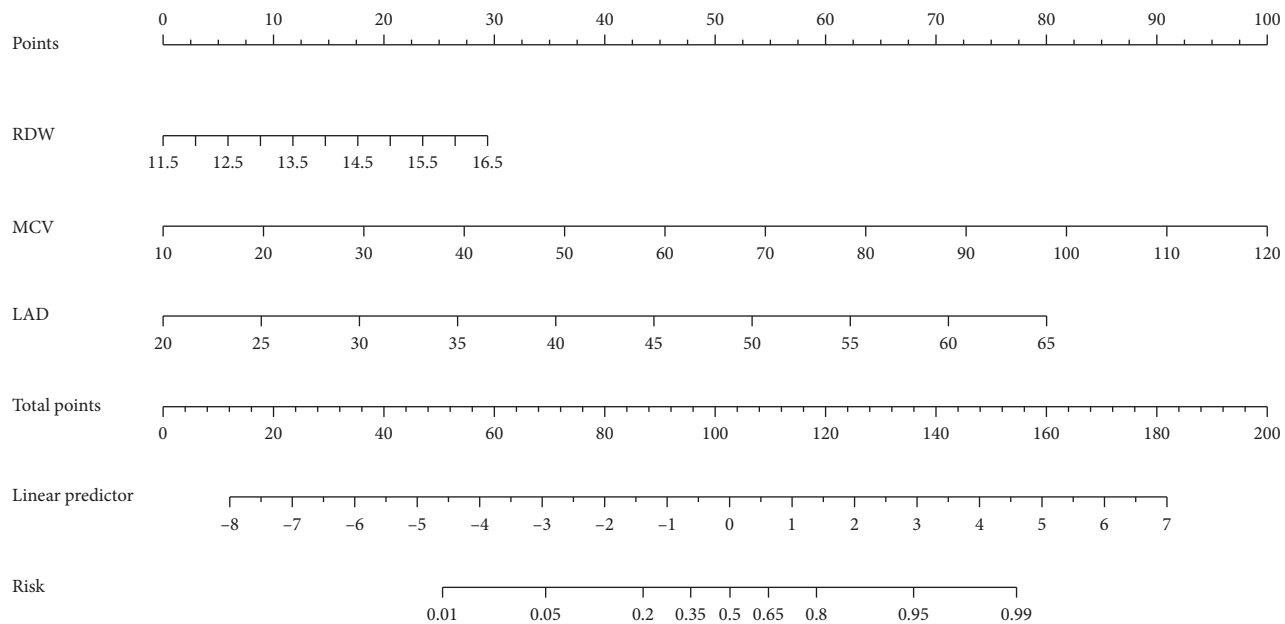 0 10 20 30 40 50 60 70 80 90 100
Points
RDW
11.5 12.5 13.5 14.5 15.5 16.5
MCV
10 20 30 40 50 60 70 80 90 100 110 120
LAD
20 25 30 35 40 45 50 55 60 65
Total points
0 20 40 60 80 100 120 140 160 180 200
Linear predictor
–8 –7 –6 –5 –4 –3 –2 –1 0 1 2 3 4 5 6 7
Risk
0.01 0.05 0.2 0.35 0.5 0.65 0.8 0.95 0.99